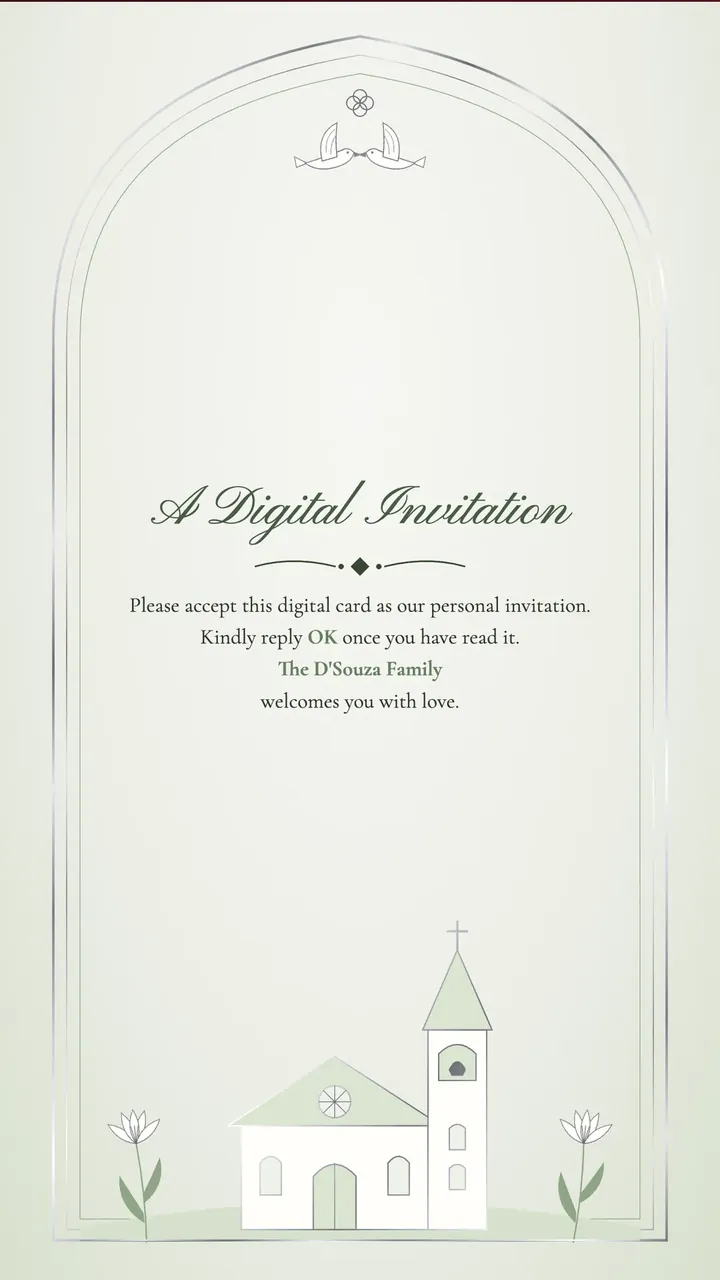 A Digital Invitation
Please accept this digital card as our personal invitation.
Kindly reply OK once you have read it.
The D'Souza Family
welcomes you with love.